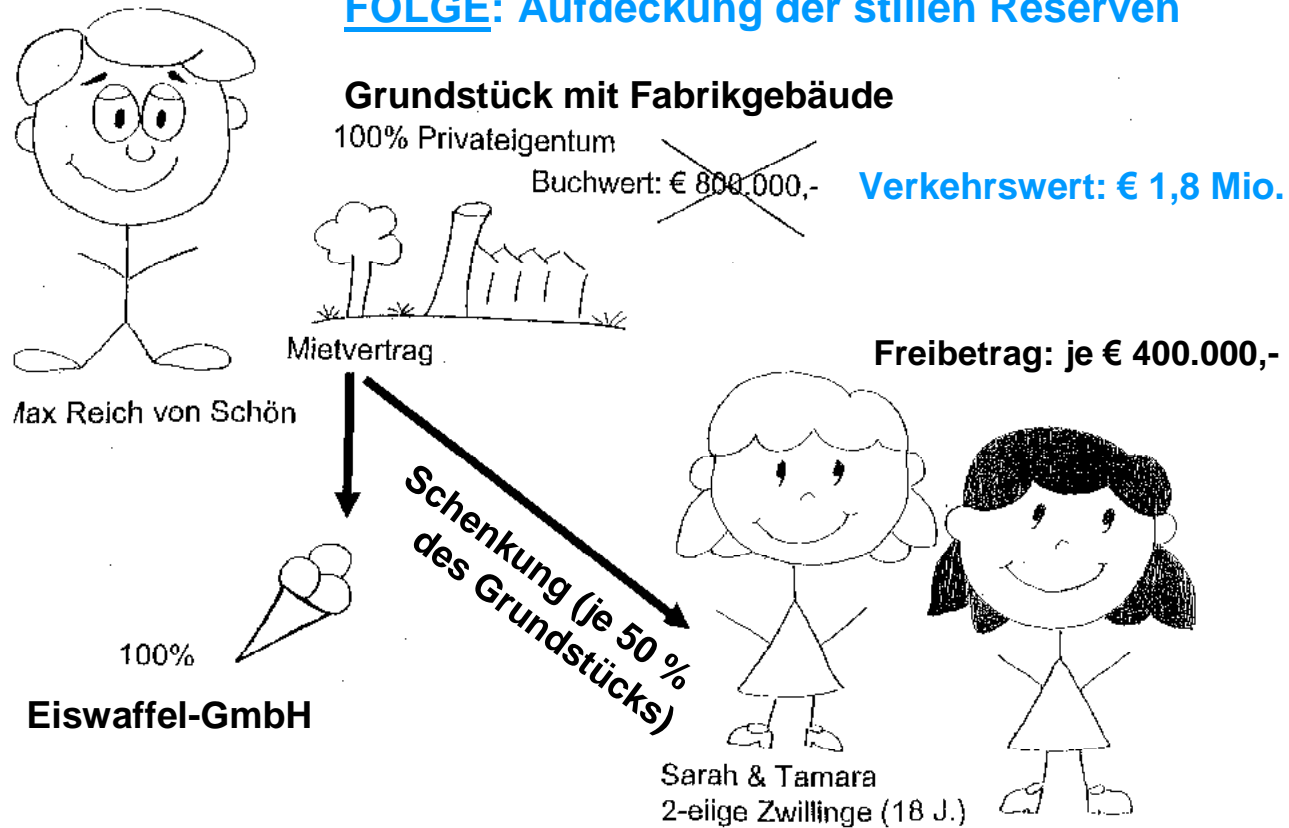 FOLGE: Aufdeckung der stillen Reserven
Grundstück mit Fabrikgebäude
100% Privateigentum
Buchwert: € 800.000,-
Verkehrswert: € 1,8 Mio.
Mietvertrag
Freibetrag: je € 400.000,-
Max Reich von Schön
Schenkung (je 50 %
des Grundstücks)
100%
Eiswaffel-GmbH
Sarah & Tamara
2-eiige Zwillinge (18 J.)